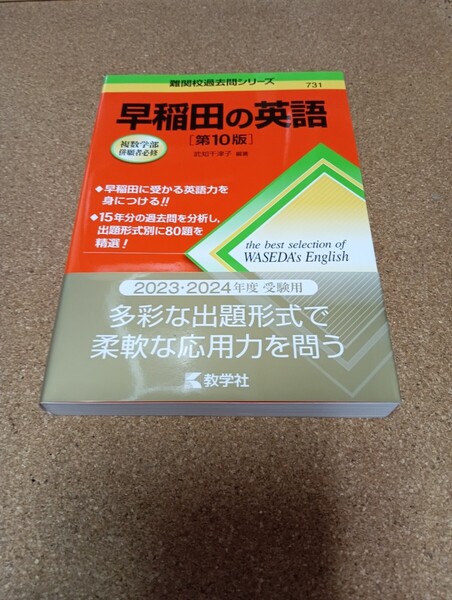 難関校過去問シリーズ
731
早稲田の英語
[第10版]
複数学部
併願者必修
武知千津子 編著
◆早稲田に受かる英語力を
身につける!!
◆15年分の過去問を分析し,
出題形式別に80題を
精選!
the best selection of
WASEDA's English
2023・2024年度 受験用
多彩な出題形式で
柔軟な応用力を問う
教学社